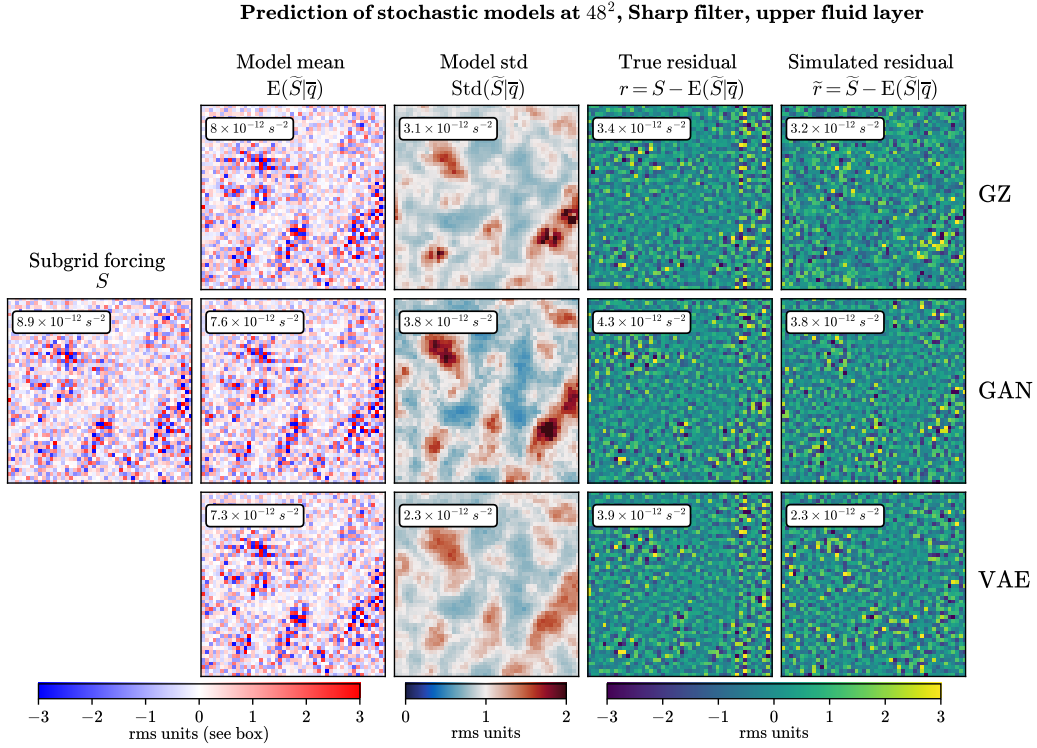 Prediction of stochastic models at 48², Sharp filter, upper fluid layer
Model mean
E(S̃|q̅)
Model std
Std(S̃|q̅)
True residual
r = S − E(S̃|q̅)
Simulated residual
r̃ = S̃ − E(S̃|q̅)
8 × 10⁻¹² s⁻²
3.1 × 10⁻¹² s⁻²
3.4 × 10⁻¹² s⁻²
3.2 × 10⁻¹² s⁻²
GZ
Subgrid forcing
S
8.9 × 10⁻¹² s⁻²
7.6 × 10⁻¹² s⁻²
3.8 × 10⁻¹² s⁻²
4.3 × 10⁻¹² s⁻²
3.8 × 10⁻¹² s⁻²
GAN
7.3 × 10⁻¹² s⁻²
2.3 × 10⁻¹² s⁻²
3.9 × 10⁻¹² s⁻²
2.3 × 10⁻¹² s⁻²
VAE
−3 −2 −1 0 1 2 3
rms units (see box)
0 1 2
rms units
−3 −2 −1 0 1 2 3
rms units